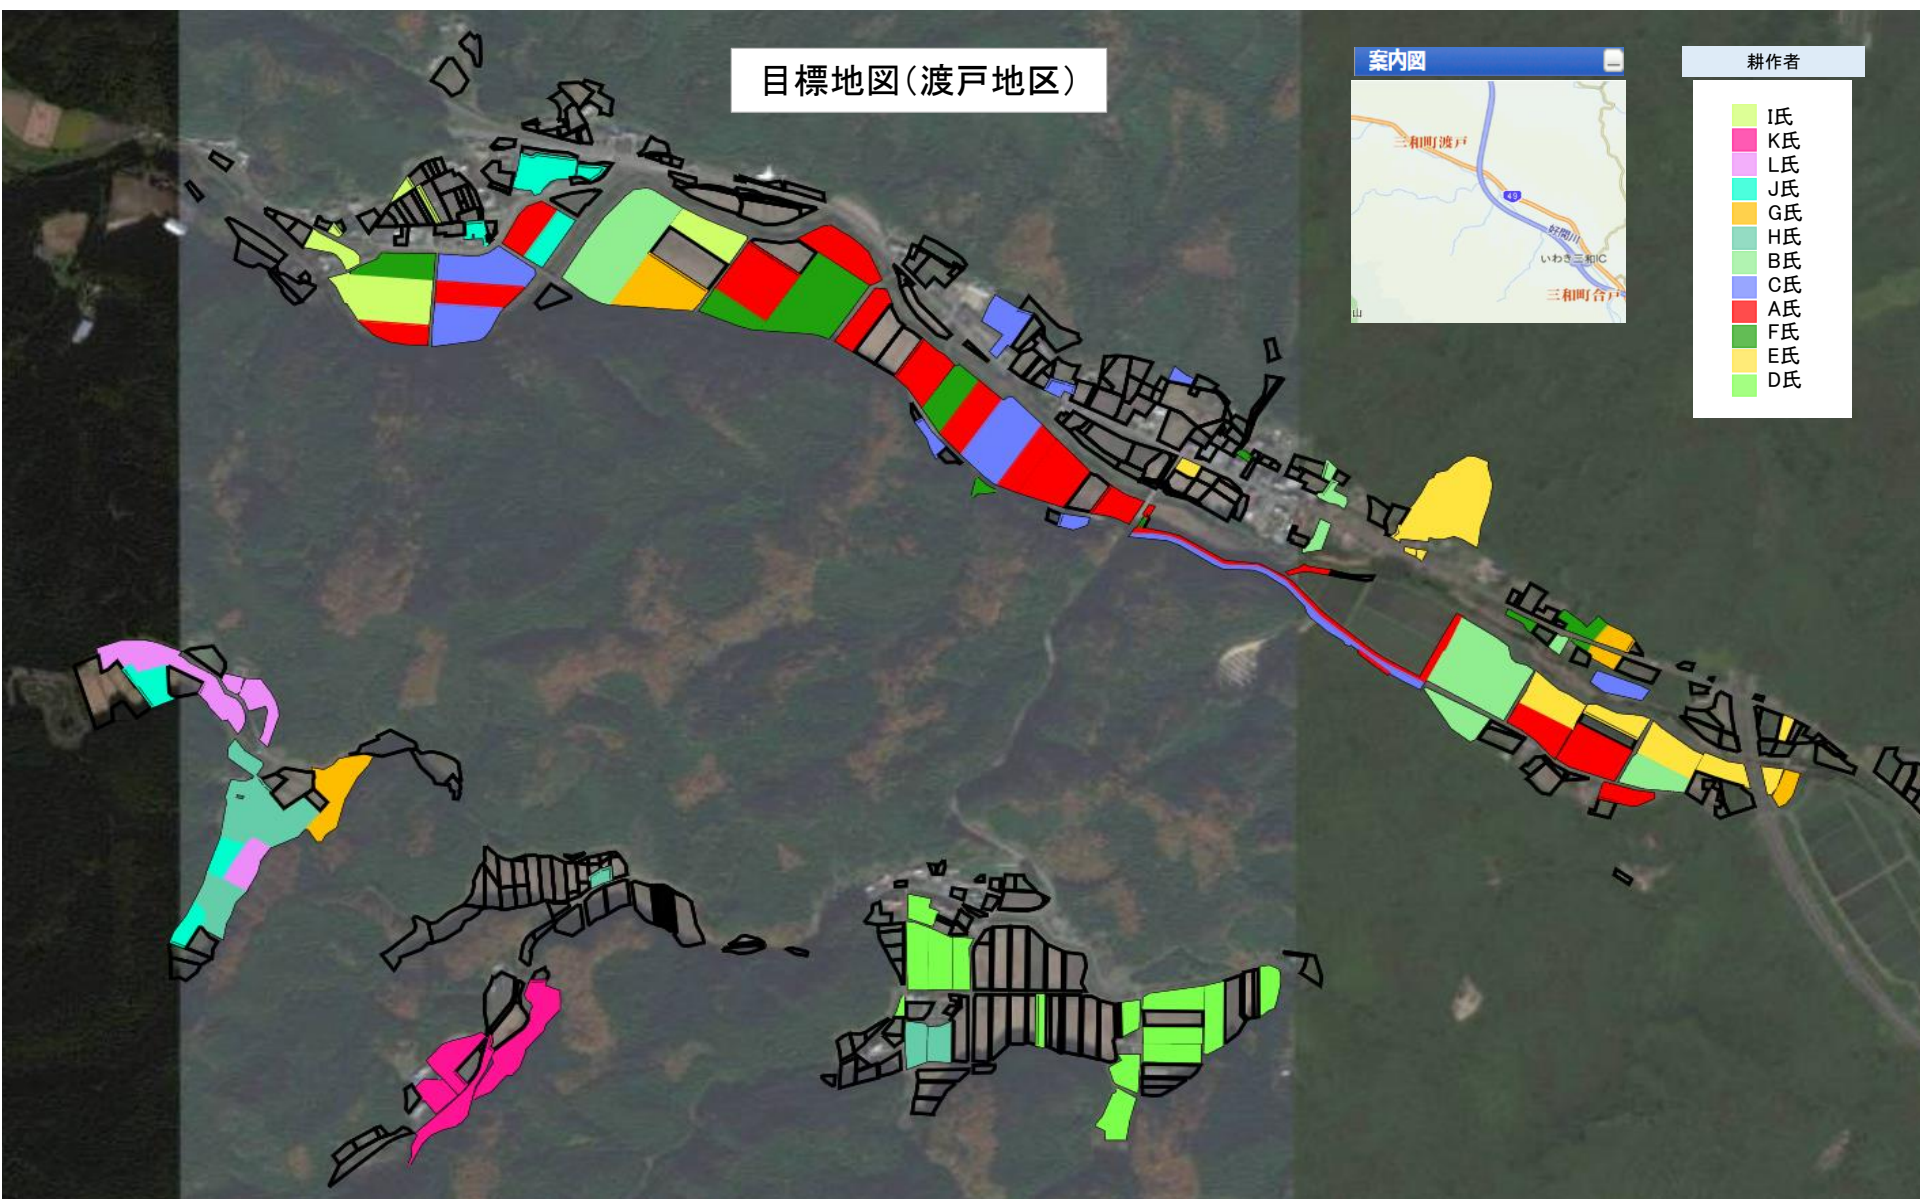 目標地図(渡戸地区)
案内図
三和町渡戸
49
好間川
いわき三和IC
三和町合戸
山
耕作者
I氏
K氏
L氏
J氏
G氏
H氏
B氏
C氏
A氏
F氏
E氏
D氏